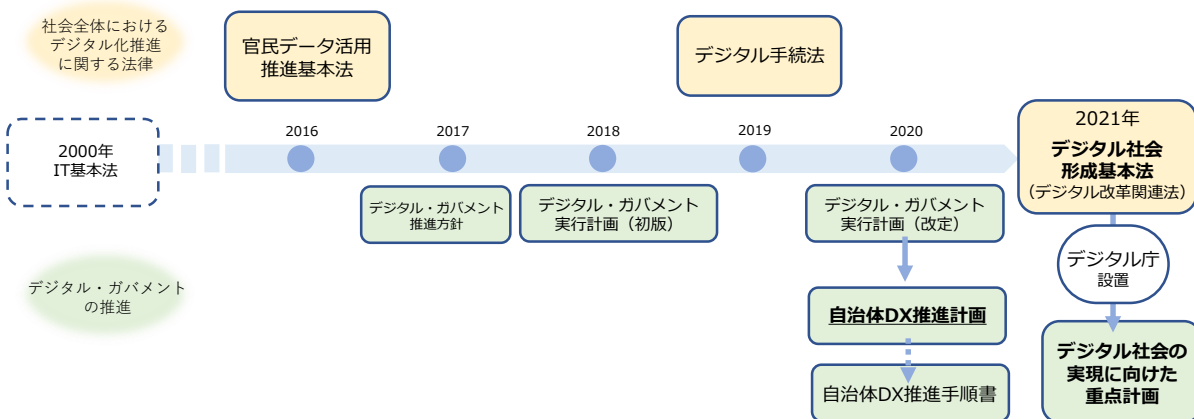 社会全体における
デジタル化推進
に関する法律
官民データ活用
推進基本法
デジタル手続法
2000年
IT基本法
2016
2017
2018
2019
2020
2021年
デジタル社会
形成基本法
（デジタル改革関連法）
デジタル・ガバメント
推進方針
デジタル・ガバメント
実行計画（初版）
デジタル・ガバメント
実行計画（改定）
デジタル庁
設置
デジタル・ガバメント
の推進
自治体DX推進計画
自治体DX推進手順書
デジタル社会の
実現に向けた
重点計画